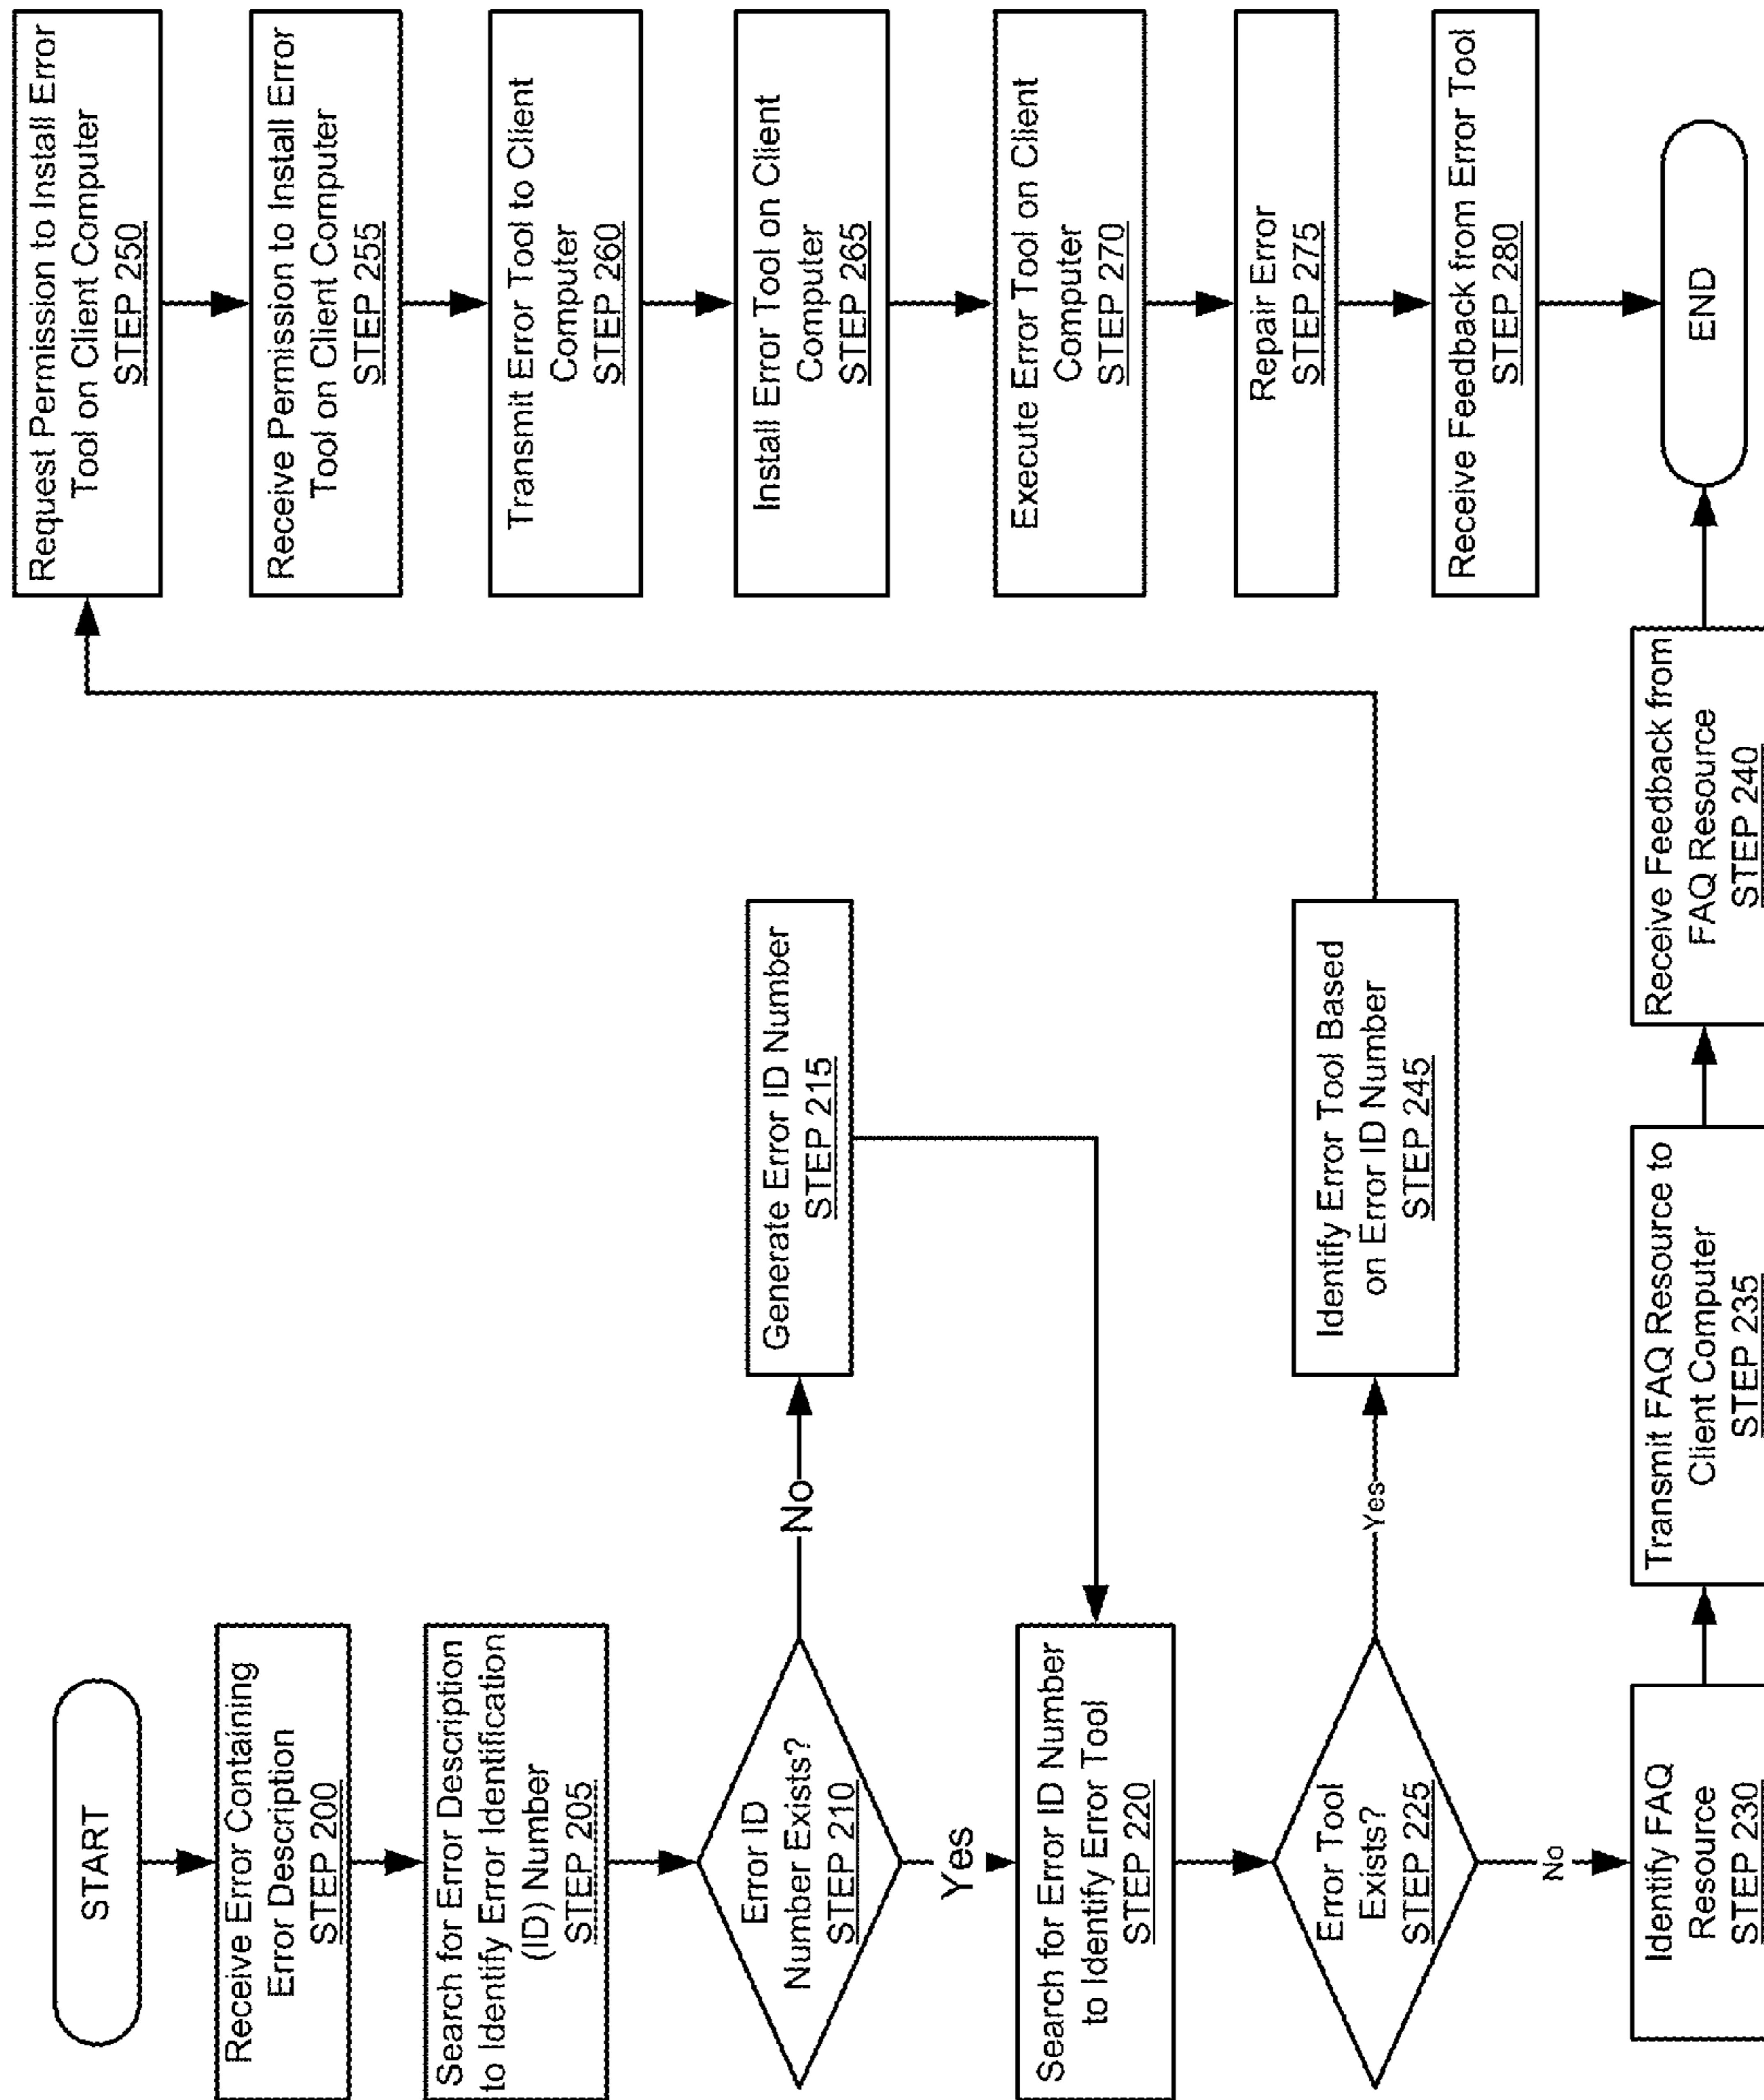 START
Receive Error Containing
Error Description
STEP 200
Search for Error Description
to Identify Error Identification
(ID) Number
STEP 205
Error ID
Number Exists?
STEP 210
No
Generate Error ID Number
STEP 215
Yes
Search for Error ID Number
to Identify Error Tool
STEP 220
Error Tool
Exists?
STEP 225
Yes
Identify Error Tool Based
on Error ID Number
STEP 245
No
Identify FAQ
Resource
STEP 230
Transmit FAQ Resource to
Client Computer
STEP 235
Receive Feedback from
FAQ Resource
STEP 240
Request Permission to Install Error
Tool on Client Computer
STEP 250
Receive Permission to Install Error
Tool on Client Computer
STEP 255
Transmit Error Tool to Client
Computer
STEP 260
Install Error Tool on Client
Computer
STEP 265
Execute Error Tool on Client
Computer
STEP 270
Repair Error
STEP 275
Receive Feedback from Error Tool
STEP 280
END